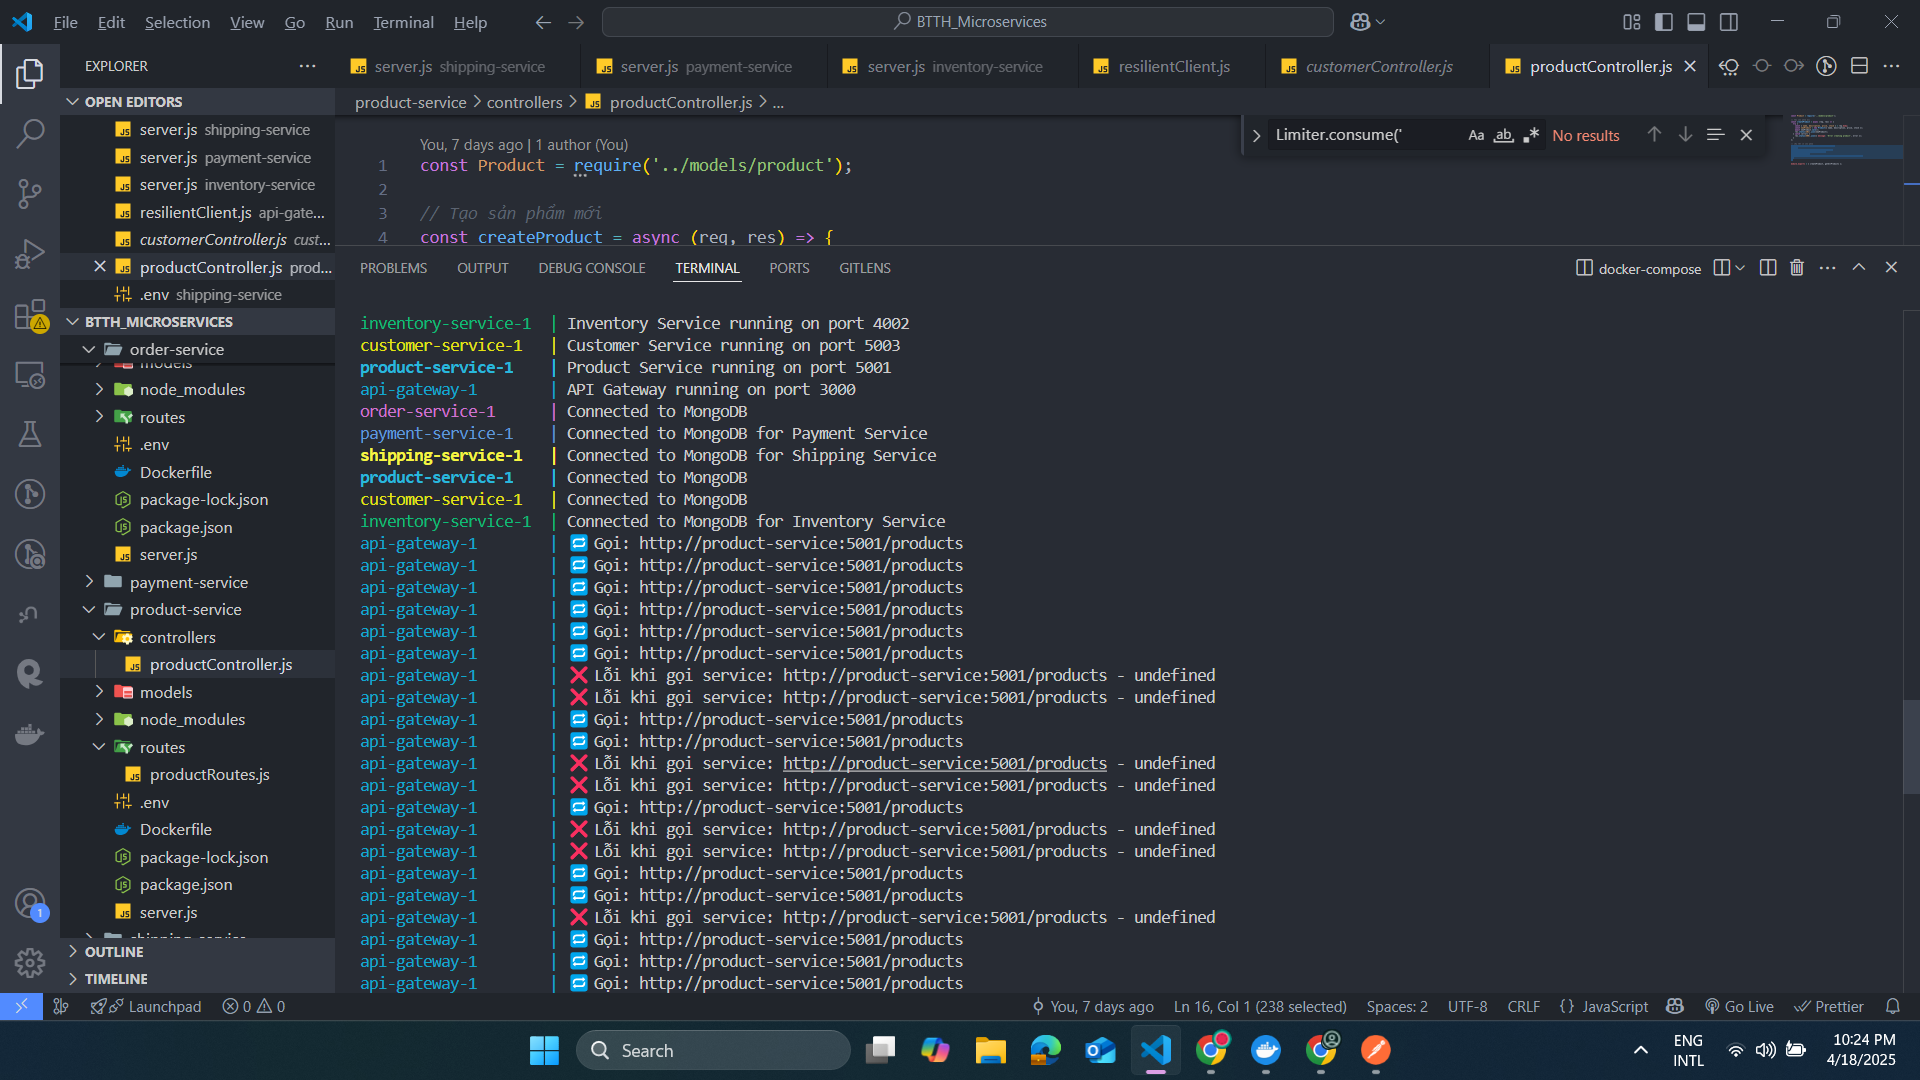 File Edit Selection View Go Run Terminal Help
BTTH_Microservices
EXPLORER
server.js shipping-service
server.js payment-service
server.js inventory-service
resilientClient.js
customerController.js
productController.js
OPEN EDITORS
server.js shipping-service
server.js payment-service
server.js inventory-service
resilientClient.js api-gate...
customerController.js cust...
productController.js prod...
.env shipping-service
BTTH_MICROSERVICES
order-service
models
node_modules
routes
.env
Dockerfile
package-lock.json
package.json
server.js
payment-service
product-service
controllers
productController.js
models
node_modules
routes
productRoutes.js
.env
Dockerfile
package-lock.json
package.json
server.js
OUTLINE
TIMELINE
product-service > controllers > productController.js > ...
Limiter.consume('
Aa ab .* No results
You, 7 days ago | 1 author (You)
1 const Product = require('../models/product');
2
3 // Tạo sản phẩm mới
4 const createProduct = async (req, res) => {
PROBLEMS OUTPUT DEBUG CONSOLE TERMINAL PORTS GITLENS
docker-compose
inventory-service-1 | Inventory Service running on port 4002
customer-service-1 | Customer Service running on port 5003
product-service-1 | Product Service running on port 5001
api-gateway-1 | API Gateway running on port 3000
order-service-1 | Connected to MongoDB
payment-service-1 | Connected to MongoDB for Payment Service
shipping-service-1 | Connected to MongoDB for Shipping Service
product-service-1 | Connected to MongoDB
customer-service-1 | Connected to MongoDB
inventory-service-1 | Connected to MongoDB for Inventory Service
api-gateway-1 | 🔁 Gọi: http://product-service:5001/products
api-gateway-1 | 🔁 Gọi: http://product-service:5001/products
api-gateway-1 | 🔁 Gọi: http://product-service:5001/products
api-gateway-1 | 🔁 Gọi: http://product-service:5001/products
api-gateway-1 | 🔁 Gọi: http://product-service:5001/products
api-gateway-1 | 🔁 Gọi: http://product-service:5001/products
api-gateway-1 | ❌ Lỗi khi gọi service: http://product-service:5001/products - undefined
api-gateway-1 | ❌ Lỗi khi gọi service: http://product-service:5001/products - undefined
api-gateway-1 | 🔁 Gọi: http://product-service:5001/products
api-gateway-1 | 🔁 Gọi: http://product-service:5001/products
api-gateway-1 | ❌ Lỗi khi gọi service: http://product-service:5001/products - undefined
api-gateway-1 | ❌ Lỗi khi gọi service: http://product-service:5001/products - undefined
api-gateway-1 | 🔁 Gọi: http://product-service:5001/products
api-gateway-1 | ❌ Lỗi khi gọi service: http://product-service:5001/products - undefined
api-gateway-1 | ❌ Lỗi khi gọi service: http://product-service:5001/products - undefined
api-gateway-1 | 🔁 Gọi: http://product-service:5001/products
api-gateway-1 | 🔁 Gọi: http://product-service:5001/products
api-gateway-1 | ❌ Lỗi khi gọi service: http://product-service:5001/products - undefined
api-gateway-1 | 🔁 Gọi: http://product-service:5001/products
api-gateway-1 | 🔁 Gọi: http://product-service:5001/products
api-gateway-1 | 🔁 Gọi: http://product-service:5001/products
Launchpad 0 0
You, 7 days ago Ln 16, Col 1 (238 selected) Spaces: 2 UTF-8 CRLF {} JavaScript Go Live Prettier
1
Search
ENG
INTL
10:24 PM
4/18/2025